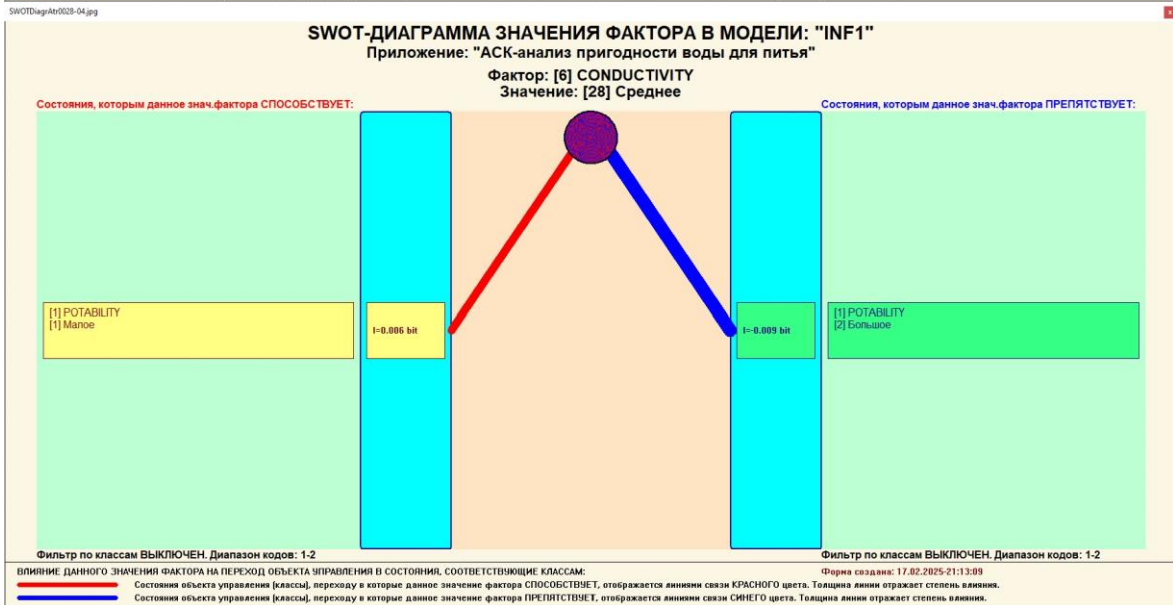 SWOTDiagrAtr0028-04.jpg
SWOT-ДИАГРАММА ЗНАЧЕНИЯ ФАКТОРА В МОДЕЛИ: "INF1"
Приложение: "АСК-анализ пригодности воды для питья"
Фактор: [6] CONDUCTIVITY
Значение: [28] Среднее
Состояния, которым данное знач.фактора СПОСОБСТВУЕТ:
Состояния, которым данное знач.фактора ПРЕПЯТСТВУЕТ:
[1] POTABILITY
[1] Малое
I=0.006 bit
I=-0.009 bit
[1] POTABILITY
[2] Большое
Фильтр по классам ВЫКЛЮЧЕН. Диапазон кодов: 1-2
Фильтр по классам ВЫКЛЮЧЕН. Диапазон кодов: 1-2
ВЛИЯНИЕ ДАННОГО ЗНАЧЕНИЯ ФАКТОРА НА ПЕРЕХОД ОБЪЕКТА УПРАВЛЕНИЯ В СОСТОЯНИЯ, СООТВЕТСТВУЮЩИЕ КЛАССАМ:
Форма создана: 17.02.2025-21:13:09
Состояния объекта управления (классы), переходу в которые данное значение фактора СПОСОБСТВУЕТ, отображается линиями связи КРАСНОГО цвета. Толщина линии отражает степень влияния.
Состояния объекта управления (классы), переходу в которые данное значение фактора ПРЕПЯТСТВУЕТ, отображается линиями связи СИНЕГО цвета. Толщина линии отражает степень влияния.